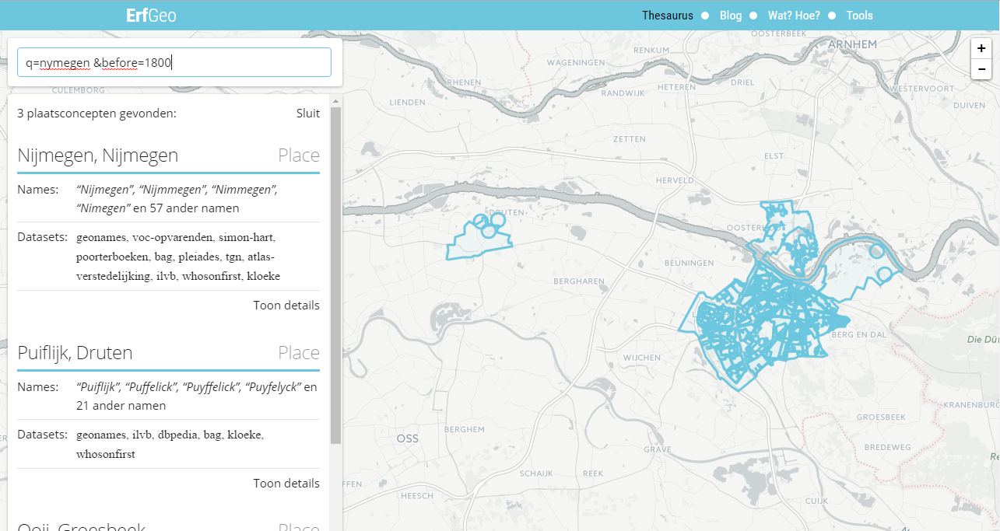 ErfGeo
Thesaurus
Blog
Wat? Hoe?
Tools
q=nymegen &before=1800
3 plaatsconcepten gevonden:
Sluit
Nijmegen, Nijmegen
Place
Names: “Nijmegen”, “Nijmmegen”, “Nimmegen”,
“Nimegen” en 57 ander namen
Datasets: geonames, voc-opvarenden, simon-hart,
poorterboeken, bag, pleiades, tgn, atlas-
verstedelijking, ilvb, whosonfirst, kloeke
Toon details
Puiflijk, Druten
Place
Names: “Puiflijk”, “Puffelick”, “Puyffelick”, “Puyfelyck” en
21 ander namen
Datasets: geonames, ilvb, dbpedia, bag, kloeke,
whosonfirst
Toon details
Ooij, Groesbeek
Place
+
−
OOSTERBEEK
ARNHEM
RENKUM
WAGENINGEN
RHENEN
HETEREN
DRIEL
WESTERVOORT
CULEMBORG
RANDWIJK
LIENDEN
DUIVEN
ZETTEN
ELST
HERVELD
DRUTEN
OOSTERHOUT
BEUNINGEN
BERGHAREN
BERG EN DAL
Die Dü
WIJCHEN
KRANENBURG
GROESBEEK
BERGHEM
OSS
BREDEWEG
GRAVE
Re
SCHAIJK
REEK
FFEN
HEESCH
CUIJK